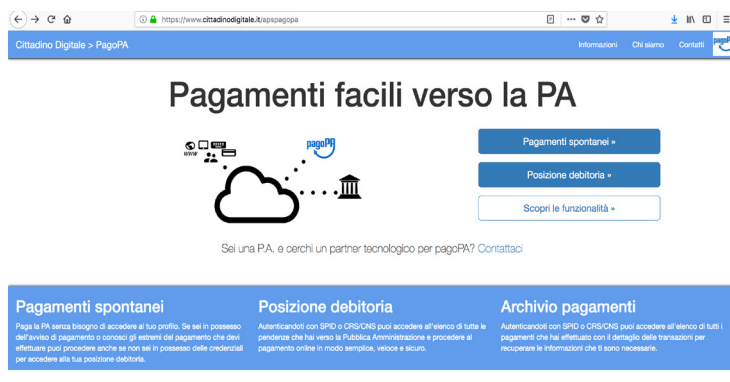 https://www.cittadinodigitale.it/apspagopa
Cittadino Digitale > PagoPA
Informazioni Chi siamo Contatti
Pagamenti facili verso la PA
www
pagoPA
Pagamenti spontanei »
Posizione debitoria »
Scopri le funzionalità »
Sei una P.A. e cerchi un partner tecnologico per pagoPA? Contattaci
Pagamenti spontanei
Paga la PA senza bisogno di accedere al tuo profilo. Se sei in possesso
dell'avviso di pagamento o conosci gli estremi del pagamento che devi
effettuare puoi procedere anche se non sei in possesso delle credenziali
per accedere alla tua posizione debitoria.
Posizione debitoria
Autenticandoti con SPID o CRS/CNS puoi accedere all'elenco di tutte le
pendenze che hai verso la Pubblica Amministrazione e procedere al
pagamento online in modo semplice, veloce e sicuro.
Archivio pagamenti
Autenticandoti con SPID o CRS/CNS puoi accedere all'elenco di tutti i
pagamenti che hai effettuato con il dettaglio delle transazioni per
recuperare le informazioni che ti sono necessarie.